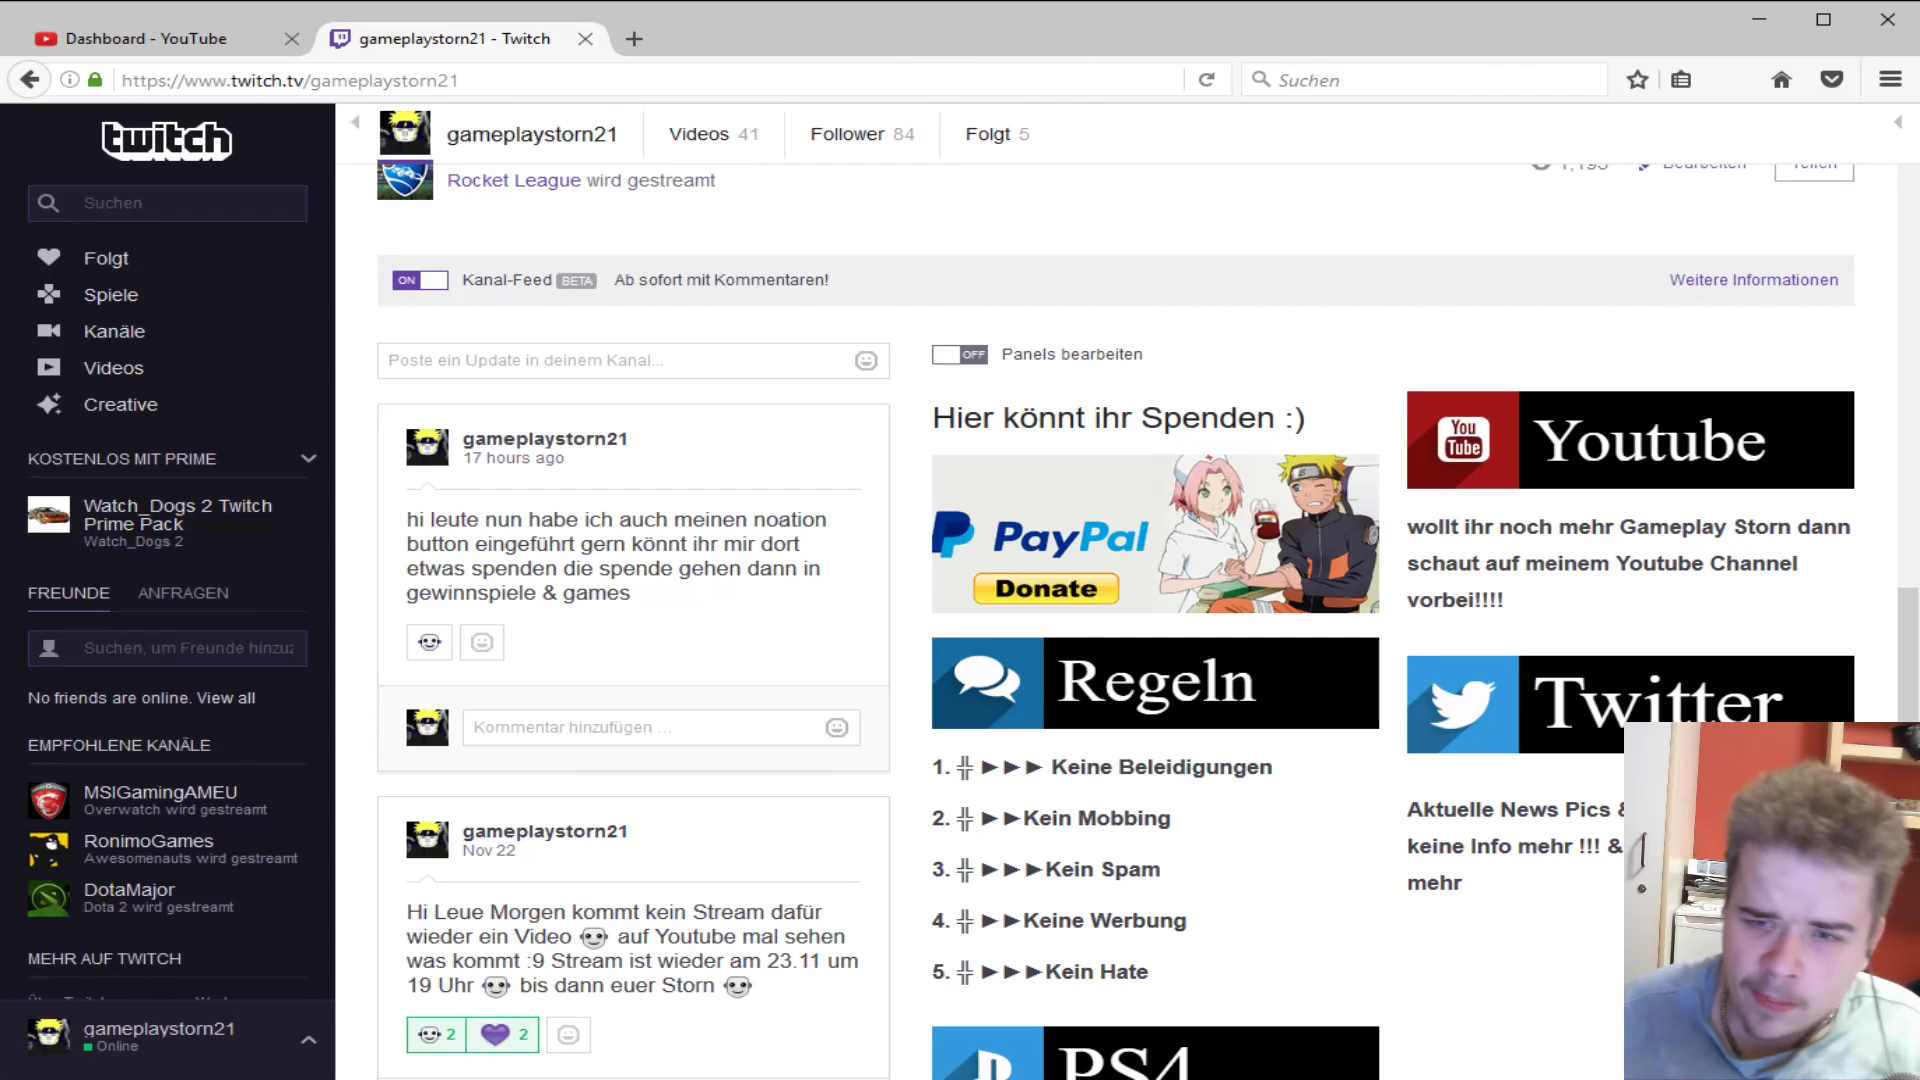 Dashboard - YouTube
gameplaystorn21 - Twitch
https://www.twitch.tv/gameplaystorn21
Suchen
twitch
Suchen
Folgt
Spiele
Kanäle
Videos
Creative
KOSTENLOS MIT PRIME
Watch_Dogs 2 Twitch
Prime Pack
Watch_Dogs 2
FREUNDE ANFRAGEN
Suchen, um Freunde hinzuz
No friends are online. View all
EMPFOHLENE KANÄLE
MSIGamingAMEU
Overwatch wird gestreamt
RonimoGames
Awesomenauts wird gestreamt
DotaMajor
Dota 2 wird gestreamt
MEHR AUF TWITCH
gameplaystorn21
Online
gameplaystorn21 Videos 41 Follower 84 Folgt 5
Rocket League wird gestreamt
1,193 Bearbeiten Teilen
ON Kanal-Feed BETA Ab sofort mit Kommentaren! Weitere Informationen
Poste ein Update in deinem Kanal...
gameplaystorn21
17 hours ago
hi leute nun habe ich auch meinen noation
button eingeführt gern könnt ihr mir dort
etwas spenden die spende gehen dann in
gewinnspiele & games
Kommentar hinzufügen ...
gameplaystorn21
Nov 22
Hi Leue Morgen kommt kein Stream dafür
wieder ein Video auf Youtube mal sehen
was kommt :9 Stream ist wieder am 23.11 um
19 Uhr bis dann euer Storn
2 2
OFF Panels bearbeiten
Hier könnt ihr Spenden :)
PayPal
Donate
Regeln
1. ╬ ►►► Keine Beleidigungen
2. ╬ ►►Kein Mobbing
3. ╬ ►►►Kein Spam
4. ╬ ►►Keine Werbung
5. ╬ ►►►Kein Hate
PS4
You
Tube
Youtube
wollt ihr noch mehr Gameplay Storn dann
schaut auf meinem Youtube Channel
vorbei!!!!
Twitter
Aktuelle News Pics &
keine Info mehr !!! &
mehr